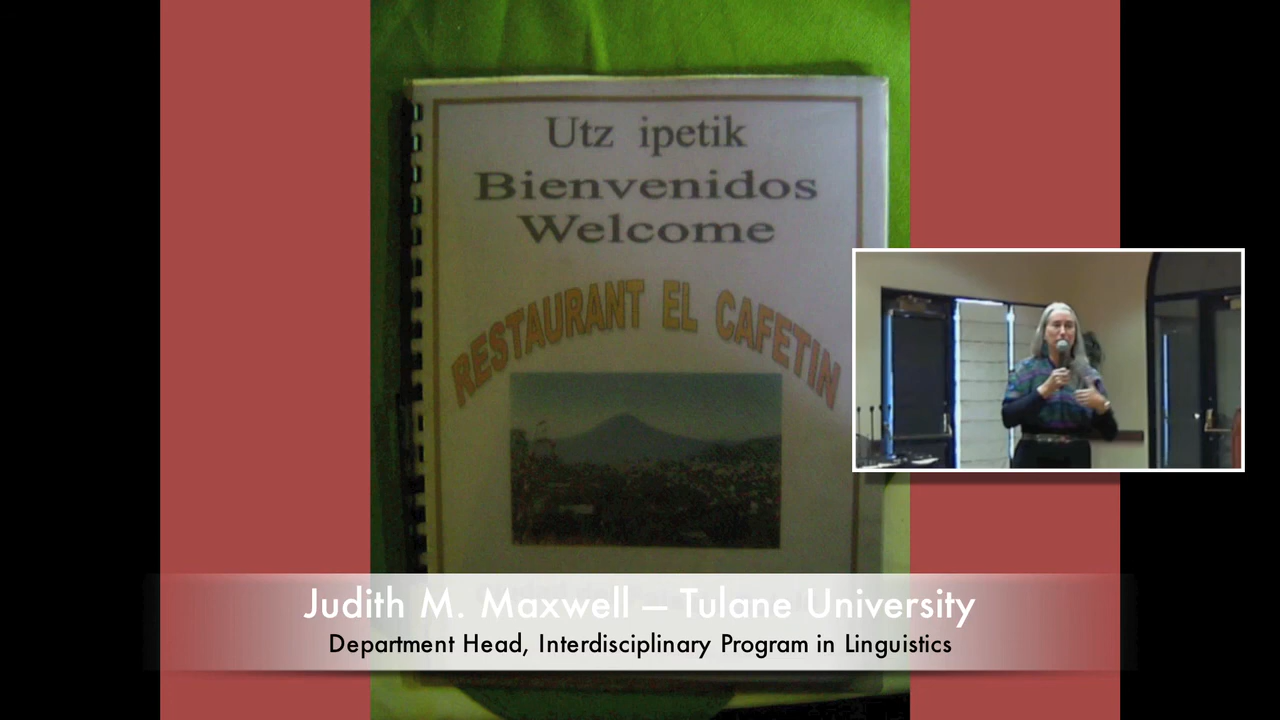 Utz ipetik
Bienvenidos
Welcome
RESTAURANT EL CAFETIN
Judith M. Maxwell — Tulane University
Department Head, Interdisciplinary Program in Linguistics